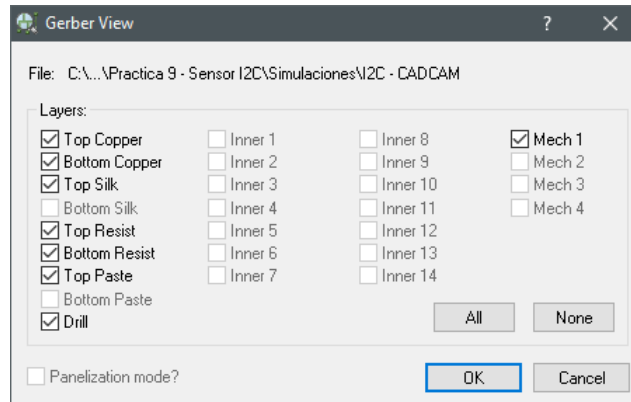 Gerber View
File: C:\...\Practica 9 - Sensor I2C\Simulaciones\I2C - CADCAM
Layers:
Top Copper Inner 1 Inner 8 Mech 1
Bottom Copper Inner 2 Inner 9 Mech 2
Top Silk Inner 3 Inner 10 Mech 3
Bottom Silk Inner 4 Inner 11 Mech 4
Top Resist Inner 5 Inner 12
Bottom Resist Inner 6 Inner 13
Top Paste Inner 7 Inner 14
Bottom Paste
Drill
All None
Panelization mode?
OK Cancel